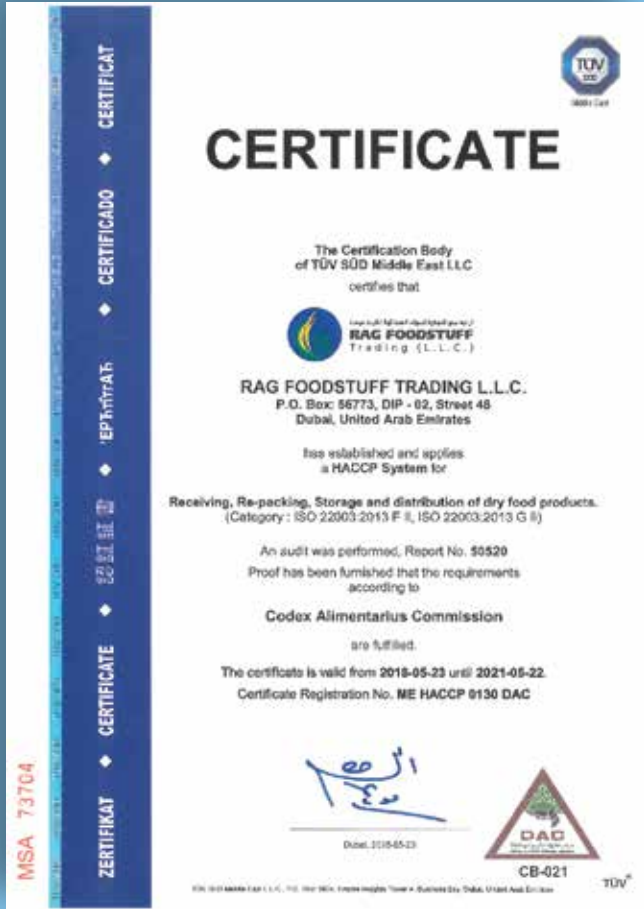 TÜV
SÜD
Middle East
CERTIFICATE
The Certification Body
of TÜV SÜD Middle East LLC
certifies that
RAG FOODSTUFF
Trading (L.L.C.)
RAG FOODSTUFF TRADING L.L.C.
P.O. Box: 56773, DIP - 02, Street 46
Dubai, United Arab Emirates
has established and applies
a HACCP System for
Receiving, Re-packing, Storage and distribution of dry food products.
(Category : ISO 22003:2013 F II, ISO 22003:2013 G II)
An audit was performed, Report No. 50520
Proof has been furnished that the requirements
according to
Codex Alimentarius Commission
are fulfilled.
The certificate is valid from 2018-05-23 until 2021-05-22.
Certificate Registration No. ME HACCP 0130 DAC
Dubai, 2018-05-23
DAC
CB-021
TÜV®
ZERTIFIKAT ◆ CERTIFICATE ◆
◆
◆ CERTIFICADO ◆ CERTIFICAT
MSA 73704